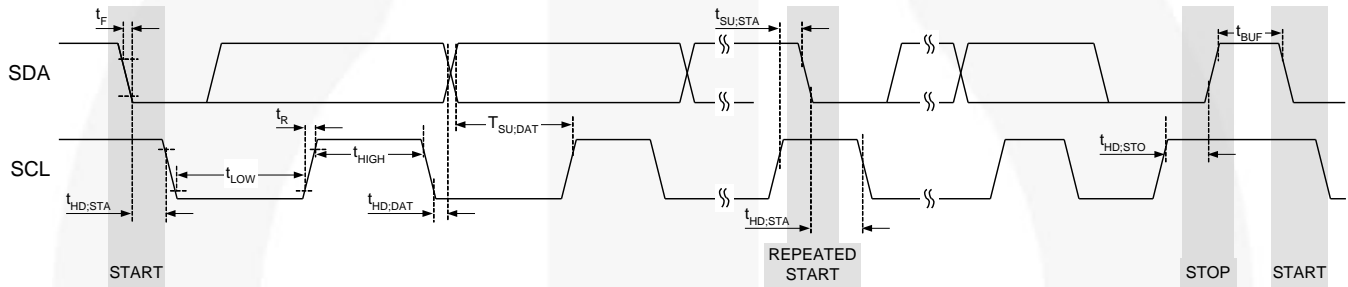 tF
tSU;STA
tBUF
SDA
tR
TSU;DAT
tHIGH
SCL
tLOW
tHD;STO
tHD;STA
tHD;DAT
tHD;STA
START
REPEATED
START
STOP
START